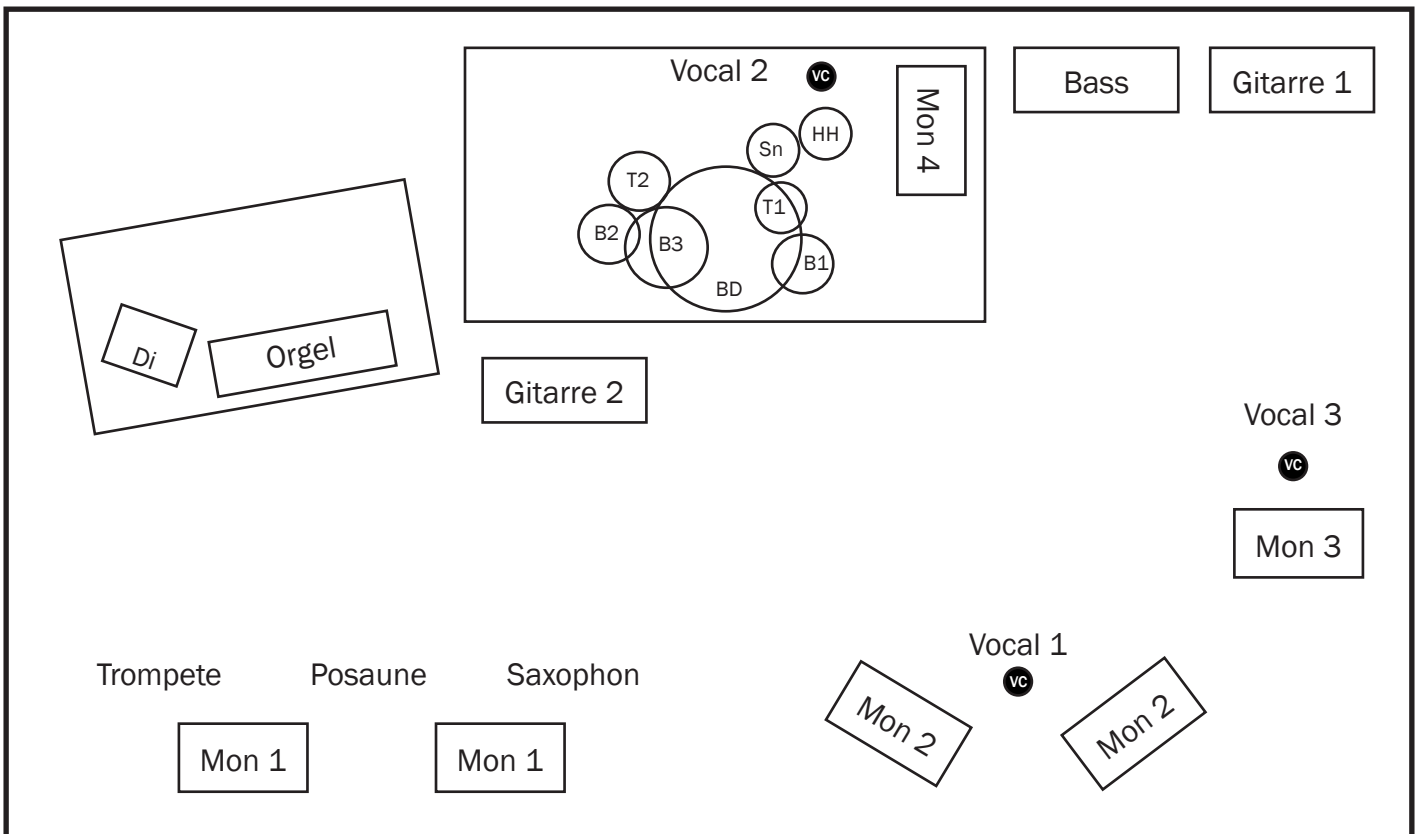 Vocal 2
VC
Mon 4
Bass
Gitarre 1
HH
Sn
T2
T1
B2
B3
B1
BD
Di
Orgel
Gitarre 2
Vocal 3
VC
Mon 3
Vocal 1
VC
Trompete
Posaune
Saxophon
Mon 2
Mon 2
Mon 1
Mon 1